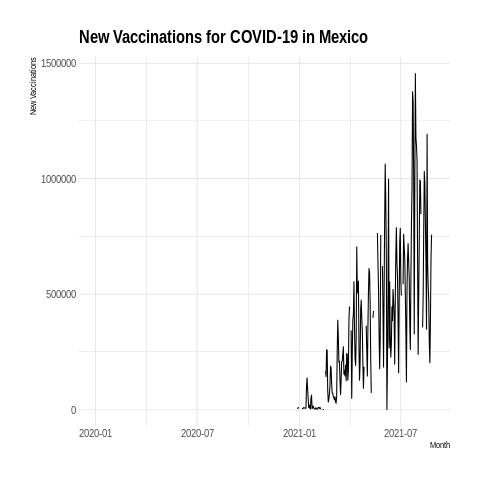 New Vaccinations for COVID-19 in Mexico
New Vaccinations
1500000
1000000
500000
0
2020-01
2020-07
2021-01
2021-07
Month